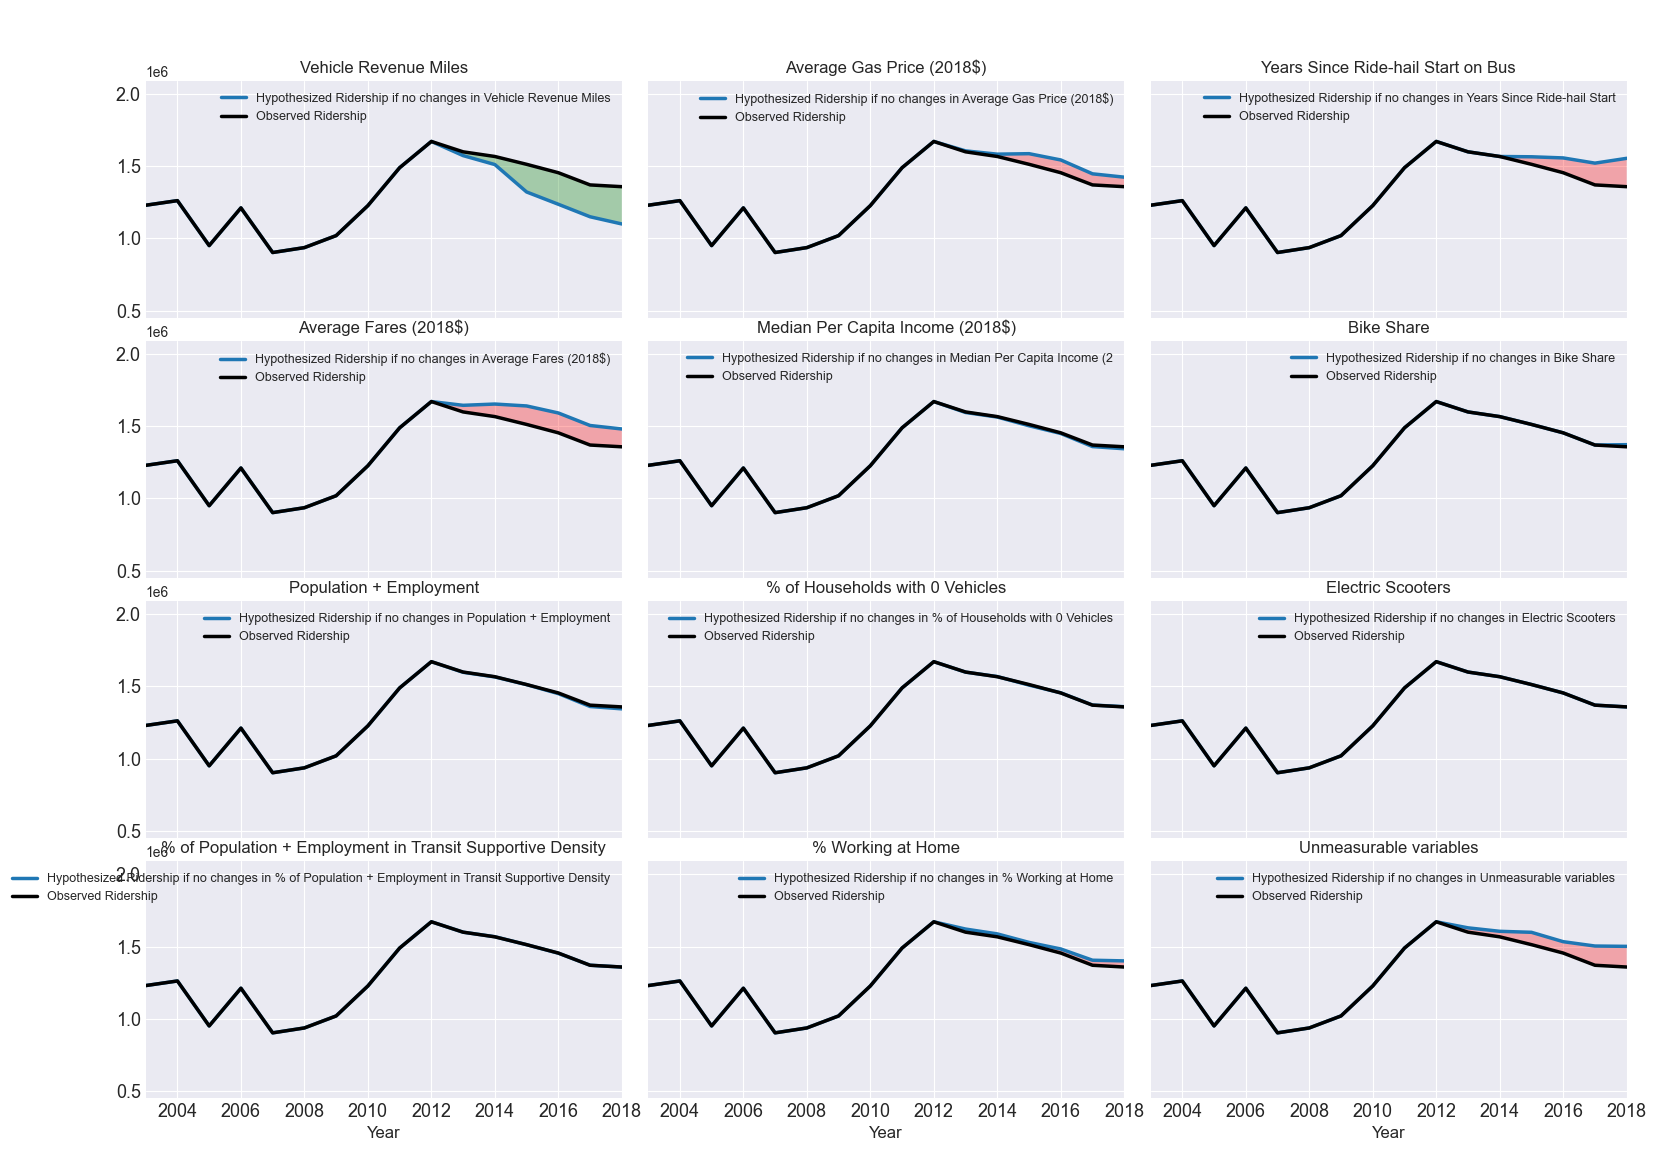 Vehicle Revenue Miles
Average Gas Price (2018$)
Years Since Ride-hail Start on Bus
1e6
2.0
1.5
1.0
0.5
Hypothesized Ridership if no changes in Vehicle Revenue Miles
Observed Ridership
Hypothesized Ridership if no changes in Average Gas Price (2018$)
Observed Ridership
Hypothesized Ridership if no changes in Years Since Ride-hail Start
Observed Ridership
Average Fares (2018$)
Median Per Capita Income (2018$)
Bike Share
1e6
2.0
1.5
1.0
0.5
Hypothesized Ridership if no changes in Average Fares (2018$)
Observed Ridership
Hypothesized Ridership if no changes in Median Per Capita Income (2
Observed Ridership
Hypothesized Ridership if no changes in Bike Share
Observed Ridership
Population + Employment
% of Households with 0 Vehicles
Electric Scooters
1e6
2.0
1.5
1.0
0.5
Hypothesized Ridership if no changes in Population + Employment
Observed Ridership
Hypothesized Ridership if no changes in % of Households with 0 Vehicles
Observed Ridership
Hypothesized Ridership if no changes in Electric Scooters
Observed Ridership
% of Population + Employment in Transit Supportive Density
% Working at Home
Unmeasurable variables
1e6
2.0
1.5
1.0
0.5
Hypothesized Ridership if no changes in % of Population + Employment in Transit Supportive Density
Observed Ridership
Hypothesized Ridership if no changes in % Working at Home
Observed Ridership
Hypothesized Ridership if no changes in Unmeasurable variables
Observed Ridership
2004 2006 2008 2010 2012 2014 2016 2018
2004 2006 2008 2010 2012 2014 2016 2018
2004 2006 2008 2010 2012 2014 2016 2018
Year
Year
Year